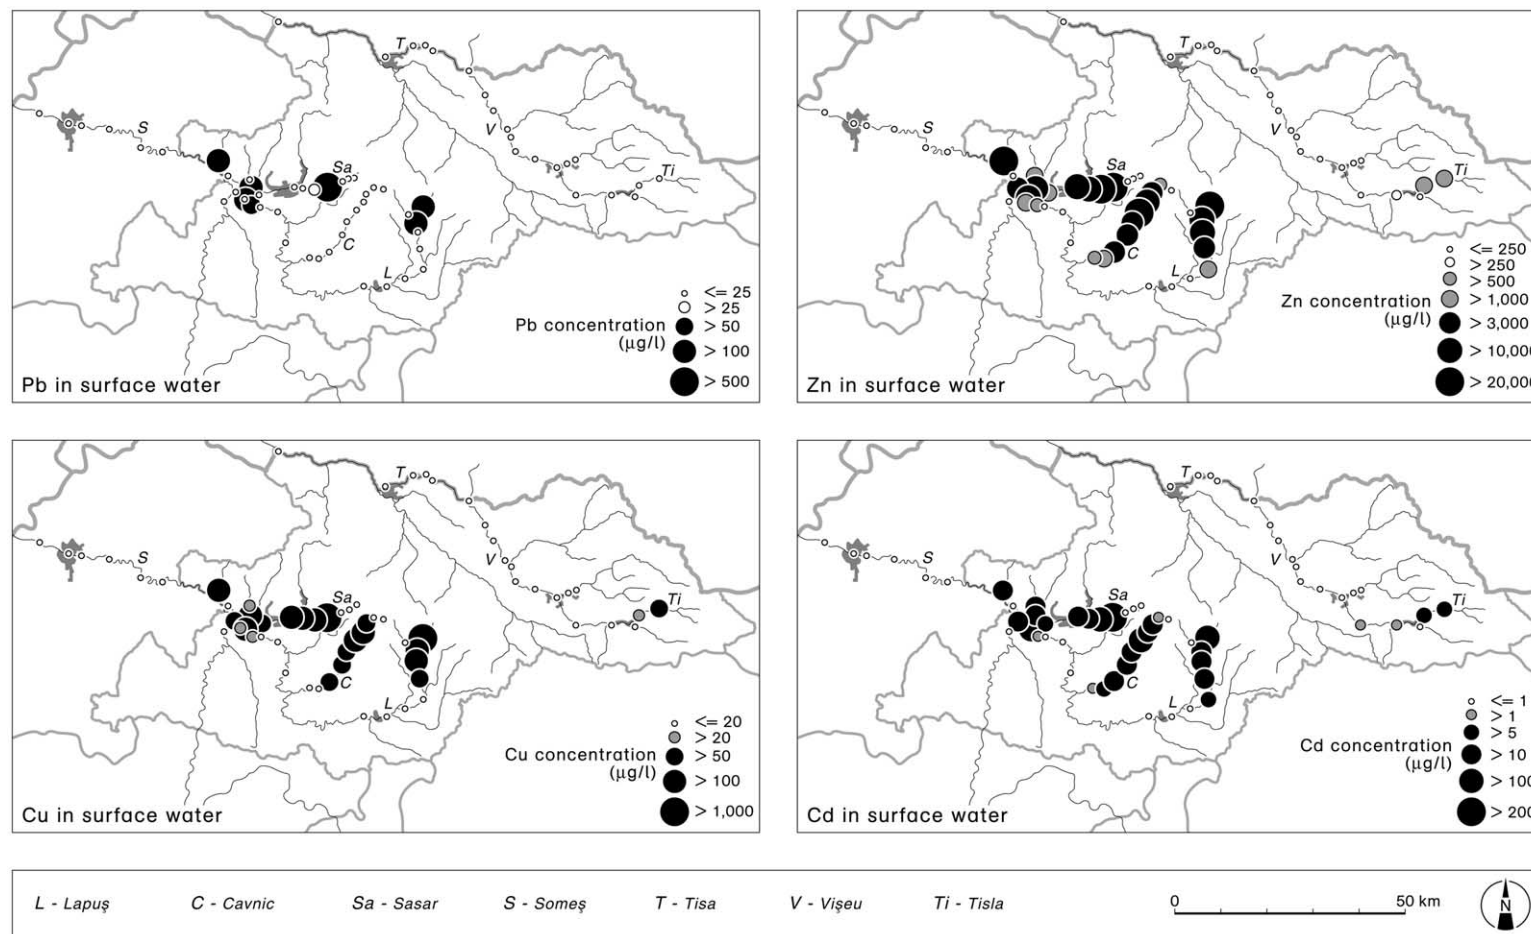 T
S
Sa
V
Ti
C
L
<= 25
> 25
Pb concentration
(µg/l)
> 50
> 100
> 500
Pb in surface water
T
S
Sa
V
Ti
C
L
<= 250
> 250
> 500
Zn concentration
(µg/l)
> 1,000
> 3,000
> 10,000
> 20,000
Zn in surface water
T
S
Sa
V
Ti
C
L
<= 20
> 20
Cu concentration
(µg/l)
> 50
> 100
> 1,000
Cu in surface water
T
S
Sa
V
Ti
C
L
<= 1
> 1
> 5
Cd concentration
(µg/l)
> 10
> 100
> 200
Cd in surface water
L - Lapuş C - Cavnic Sa - Sasar S - Someş T - Tisa V - Vişeu Ti - Tisla 0 50 km N